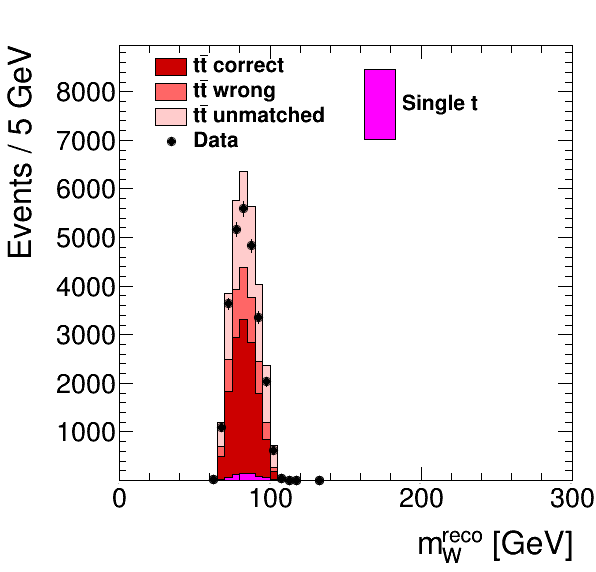 Events / 5 GeV
8000
7000
6000
5000
4000
3000
2000
1000
tt̄ correct
tt̄ wrong
tt̄ unmatched
Data
Single t
0 100 200 300
m_W^reco [GeV]